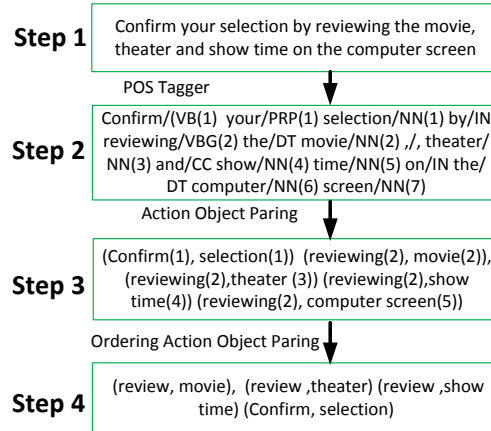 Step 1
Confirm your selection by reviewing the movie,
theater and show time on the computer screen
POS Tagger
Step 2
Confirm/(VB(1) your/PRP(1) selection/NN(1) by/IN
reviewing/VBG(2) the/DT movie/NN(2) ,/, theater/
NN(3) and/CC show/NN(4) time/NN(5) on/IN the/
DT computer/NN(6) screen/NN(7)
Action Object Paring
Step 3
(Confirm(1), selection(1)) (reviewing(2), movie(2)),
(reviewing(2),theater (3)) (reviewing(2),show
time(4)) (reviewing(2), computer screen(5))
Ordering Action Object Paring
Step 4
(review, movie), (review ,theater) (review ,show
time) (Confirm, selection)